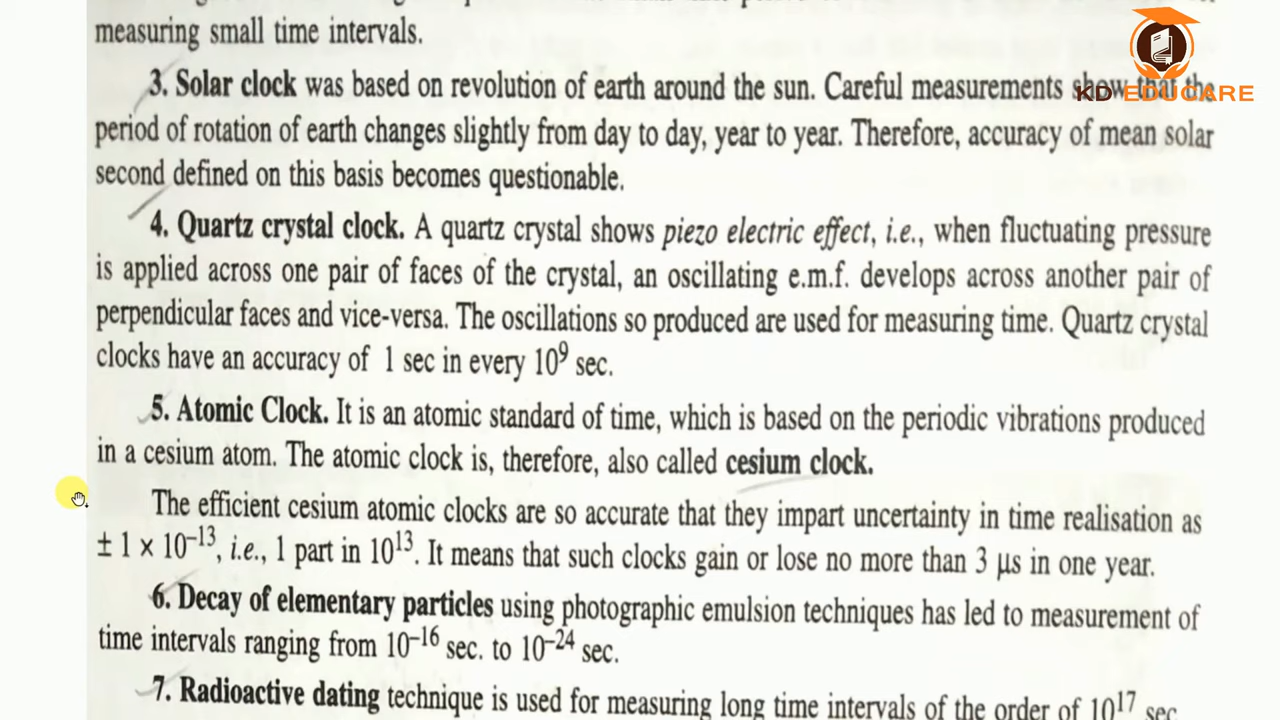 measuring small time intervals.
KD EDUCARE
3. Solar clock was based on revolution of earth around the sun. Careful measurements show that the
period of rotation of earth changes slightly from day to day, year to year. Therefore, accuracy of mean solar
second defined on this basis becomes questionable.
4. Quartz crystal clock. A quartz crystal shows piezo electric effect, i.e., when fluctuating pressure
is applied across one pair of faces of the crystal, an oscillating e.m.f. develops across another pair of
perpendicular faces and vice-versa. The oscillations so produced are used for measuring time. Quartz crystal
clocks have an accuracy of 1 sec in every 10⁹ sec.
5. Atomic Clock. It is an atomic standard of time, which is based on the periodic vibrations produced
in a cesium atom. The atomic clock is, therefore, also called cesium clock.
The efficient cesium atomic clocks are so accurate that they impart uncertainty in time realisation as
± 1 × 10⁻¹³, i.e., 1 part in 10¹³. It means that such clocks gain or lose no more than 3 μs in one year.
6. Decay of elementary particles using photographic emulsion techniques has led to measurement of
time intervals ranging from 10⁻¹⁶ sec. to 10⁻²⁴ sec.
7. Radioactive dating technique is used for measuring long time intervals of the order of 10¹⁷ sec